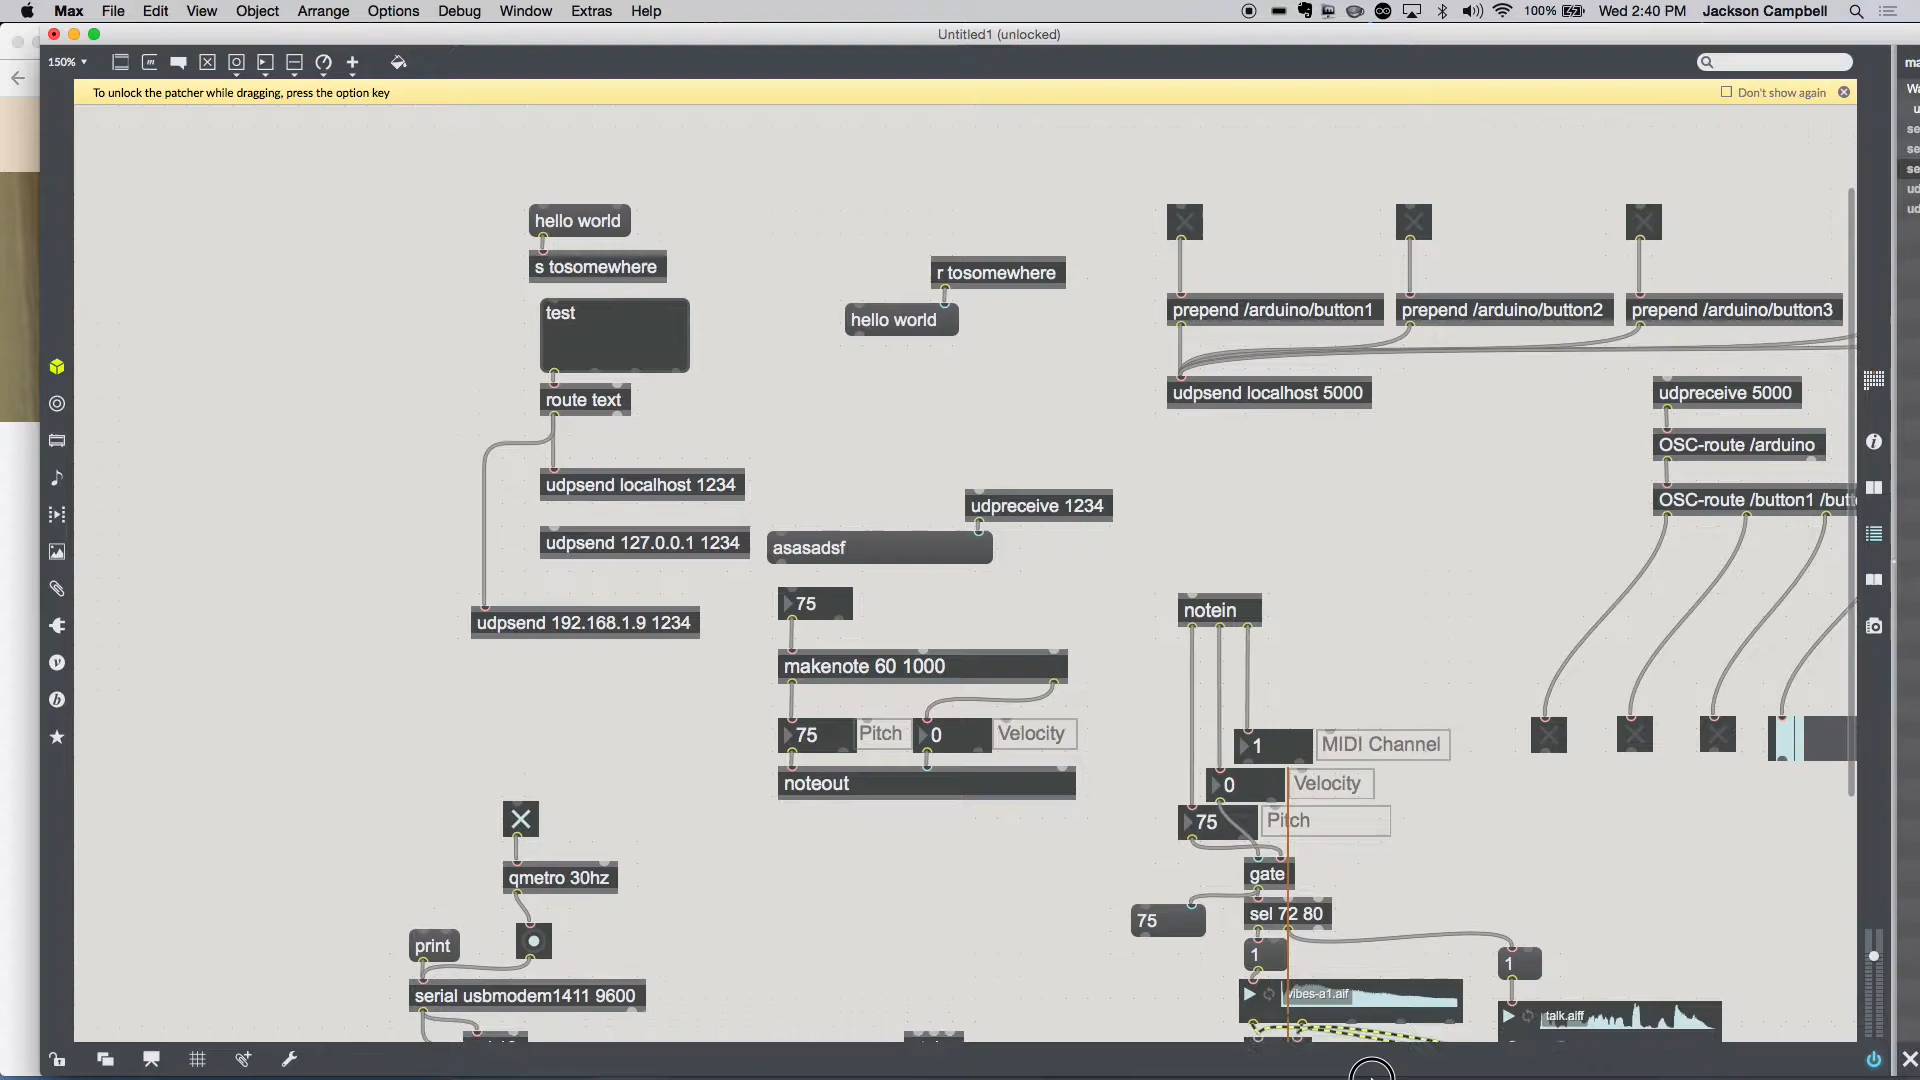 Max File Edit View Object Arrange Options Debug Window Extras Help 100% Wed 2:40 PM Jackson Campbell
Untitled1 (unlocked)
150%
To unlock the patcher while dragging, press the option key
Don't show again
hello world
s tosomewhere
r tosomewhere
hello world
test
route text
udpsend localhost 1234
udpsend 127.0.0.1 1234
udpsend 192.168.1.9 1234
udpreceive 1234
asasadsf
75
makenote 60 1000
75 Pitch 0 Velocity
noteout
prepend /arduino/button1
prepend /arduino/button2
prepend /arduino/button3
udpsend localhost 5000
udpreceive 5000
OSC-route /arduino
OSC-route /button1
notein
1 MIDI Channel
0 Velocity
75 Pitch
gate
75
sel 72 80
1
1
vibes-a1.aif
talk.aiff
qmetro 30hz
print
serial usbmodem1411 9600